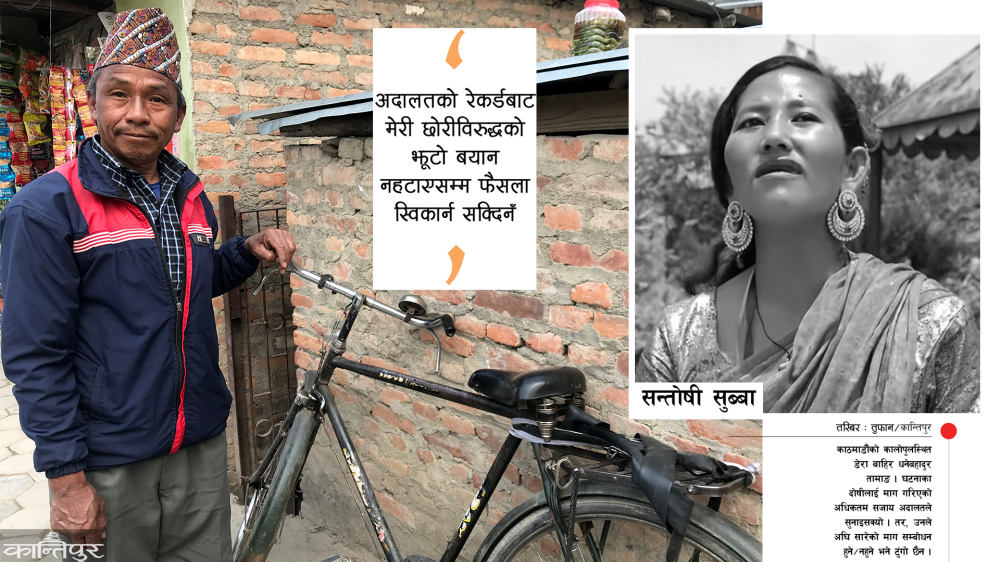 अदालतको रेकर्डबाट
मेरी छोरीविरुद्धको
झूटो बयान
नहटाएसम्म फैसला
स्विकार्न सक्दिनँ
सन्तोषी सुब्बा
तस्बिर : तुफान/कान्तिपुर
काठमाडौंको कालोपुलस्थित
डेरा बाहिर धनेबहादुर
तामाङ । घटनाका
दोषीलाई माग गरिएको
अधिकतम सजाय अदालतले
सुनाइसक्यो । तर, उनले
अघि सारेको माग सम्बोधन
हुने/नहुने भने टुंगो छैन ।
कान्तिपुर